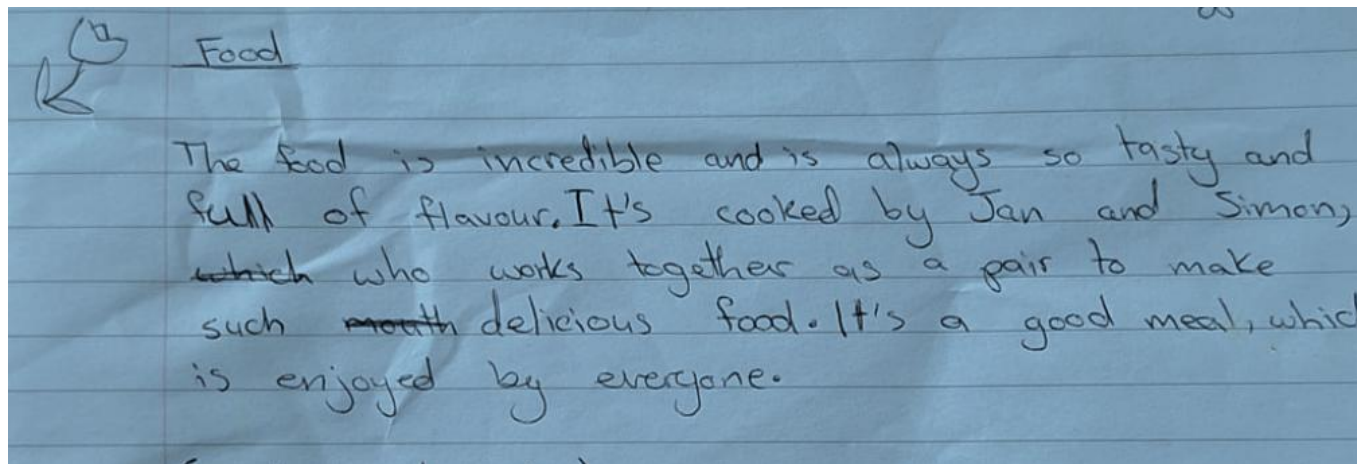 Food
The food is incredible and is always so tasty and
full of flavour. It's cooked by Jan and Simon,
which who works together as a pair to make
such mouth delicious food. It's a good meal, whic
is enjoyed by everyone.